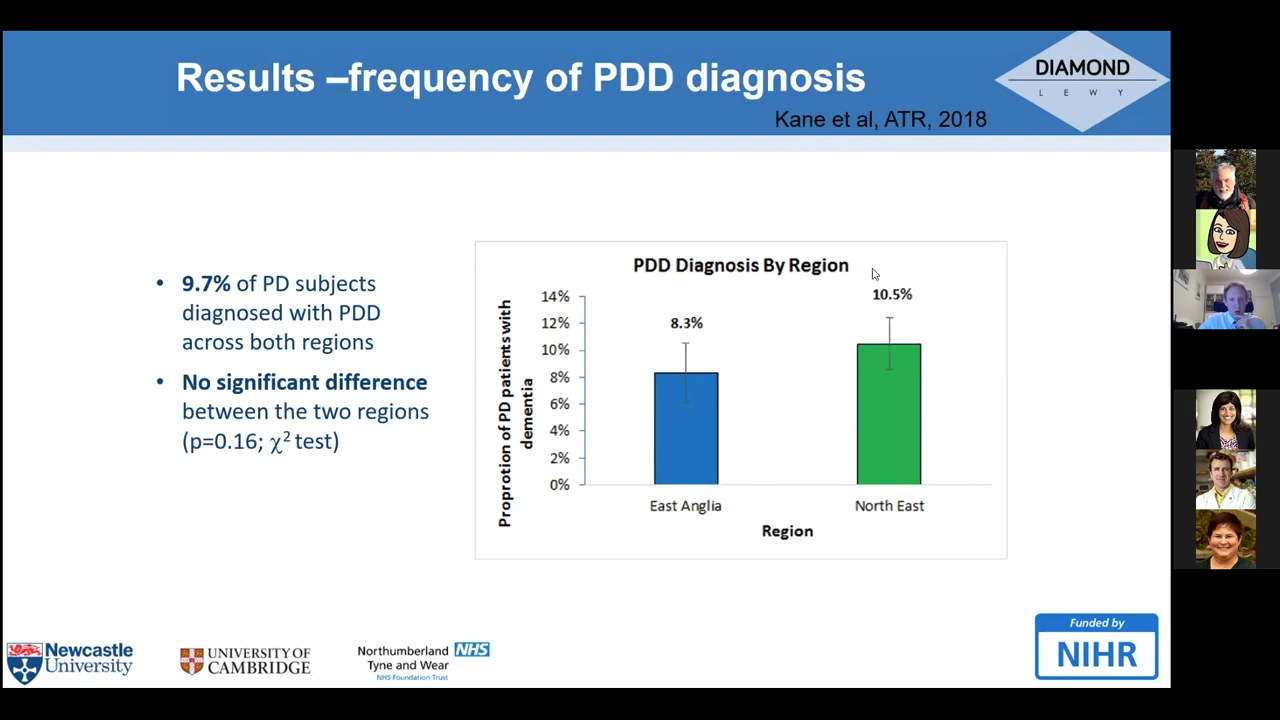 Results –frequency of PDD diagnosis
DIAMOND
LEWY
Kane et al, ATR, 2018
• 9.7% of PD subjects
diagnosed with PDD
across both regions
• No significant difference
between the two regions
(p=0.16; χ² test)
PDD Diagnosis By Region
Proprotion of PD patients with
dementia
14%
12%
10%
8%
6%
4%
2%
0%
8.3%
10.5%
East Anglia
North East
Region
Newcastle
University
UNIVERSITY OF
CAMBRIDGE
Northumberland NHS
Tyne and Wear
NHS Foundation Trust
Funded by
NIHR